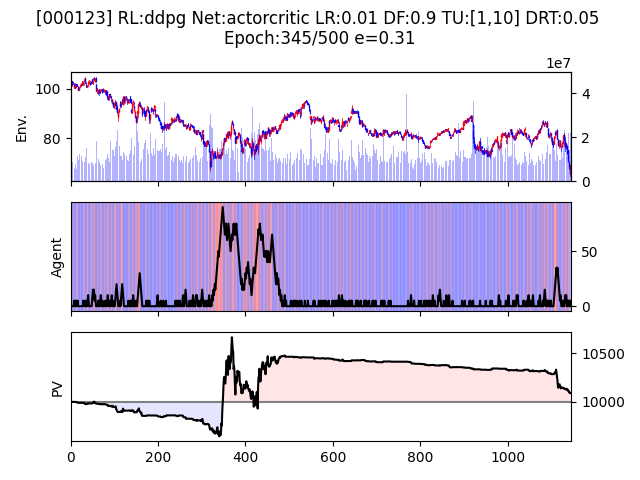 [000123] RL:ddpg Net:actorcritic LR:0.01 DF:0.9 TU:[1,10] DRT:0.05
Epoch:345/500 e=0.31
1e7
100
80
Env.
4
2
0
Agent
50
0
PV
10500
10000
0
200
400
600
800
1000